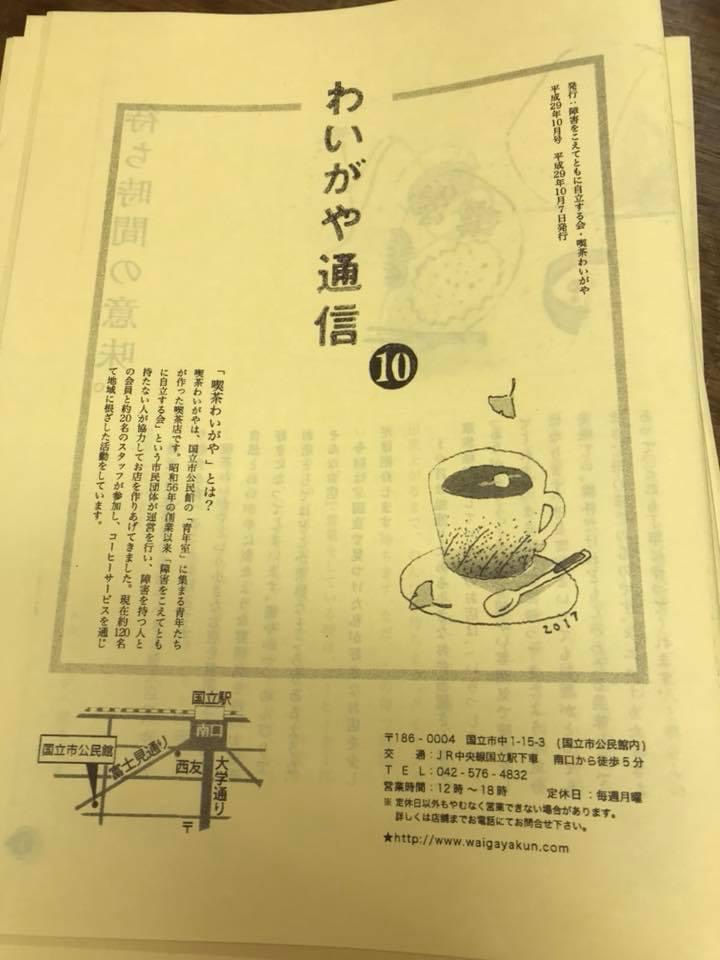 発行：障害をこえてともに自立する会・喫茶わいがや
平成29年10月号　平成29年10月7日発行
わいがや通信
10
「喫茶わいがや」とは？
喫茶わいがやは、国立市公民館の「青年室」に集まる青年たち
が作った喫茶店です。昭和56年の創業以来「障害をこえてとも
に自立する会」という市民団体が運営を行い、障害を持つ人と
持たない人が協力してお店を作りあげてきました。現在約120名
の会員と約20名のスタッフが参加し、コーヒーサービスを通じ
て地域に根ざした活動をしています。
2017
国立駅
南口
国立市公民館
富士見通り
西友
大学通り
〒
〒186-0004　国立市中1-15-3　(国立市公民館内)
交　通：JR中央線国立駅下車　南口から徒歩5分
TEL：042-576-4832
営業時間：12時～18時　定休日：毎週月曜
※定休日以外もやむなく営業できない場合があります。
詳しくは店舗までお電話にてお問合せ下さい。
★http://www.waigayakun.com
待ち時間の意味。